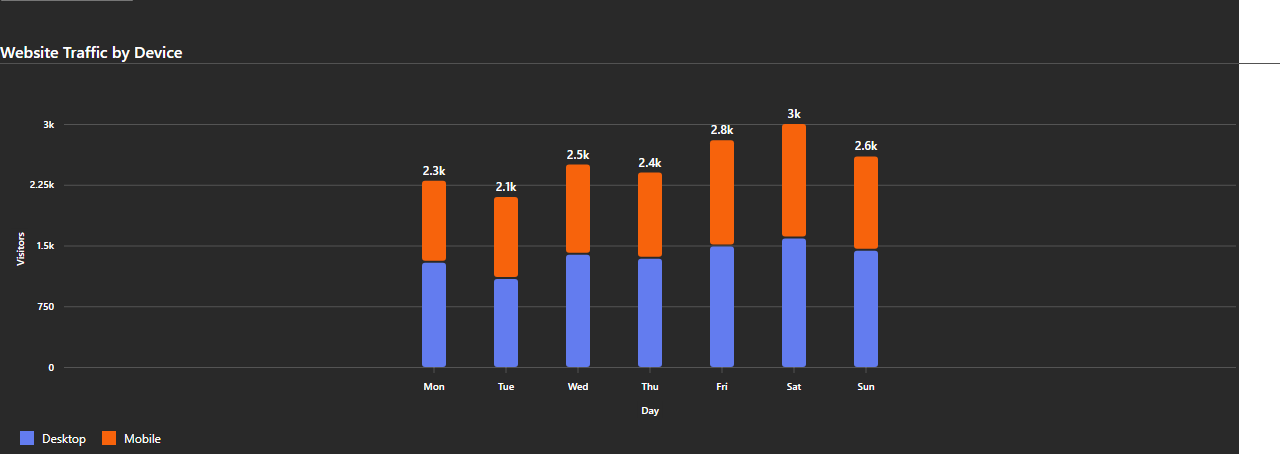 Website Traffic by Device
3k
2.8k
3k
2.6k
2.5k
2.4k
2.3k
2.1k
2.25k
1.5k
750
0
Visitors
Mon Tue Wed Thu Fri Sat Sun
Day
Desktop Mobile